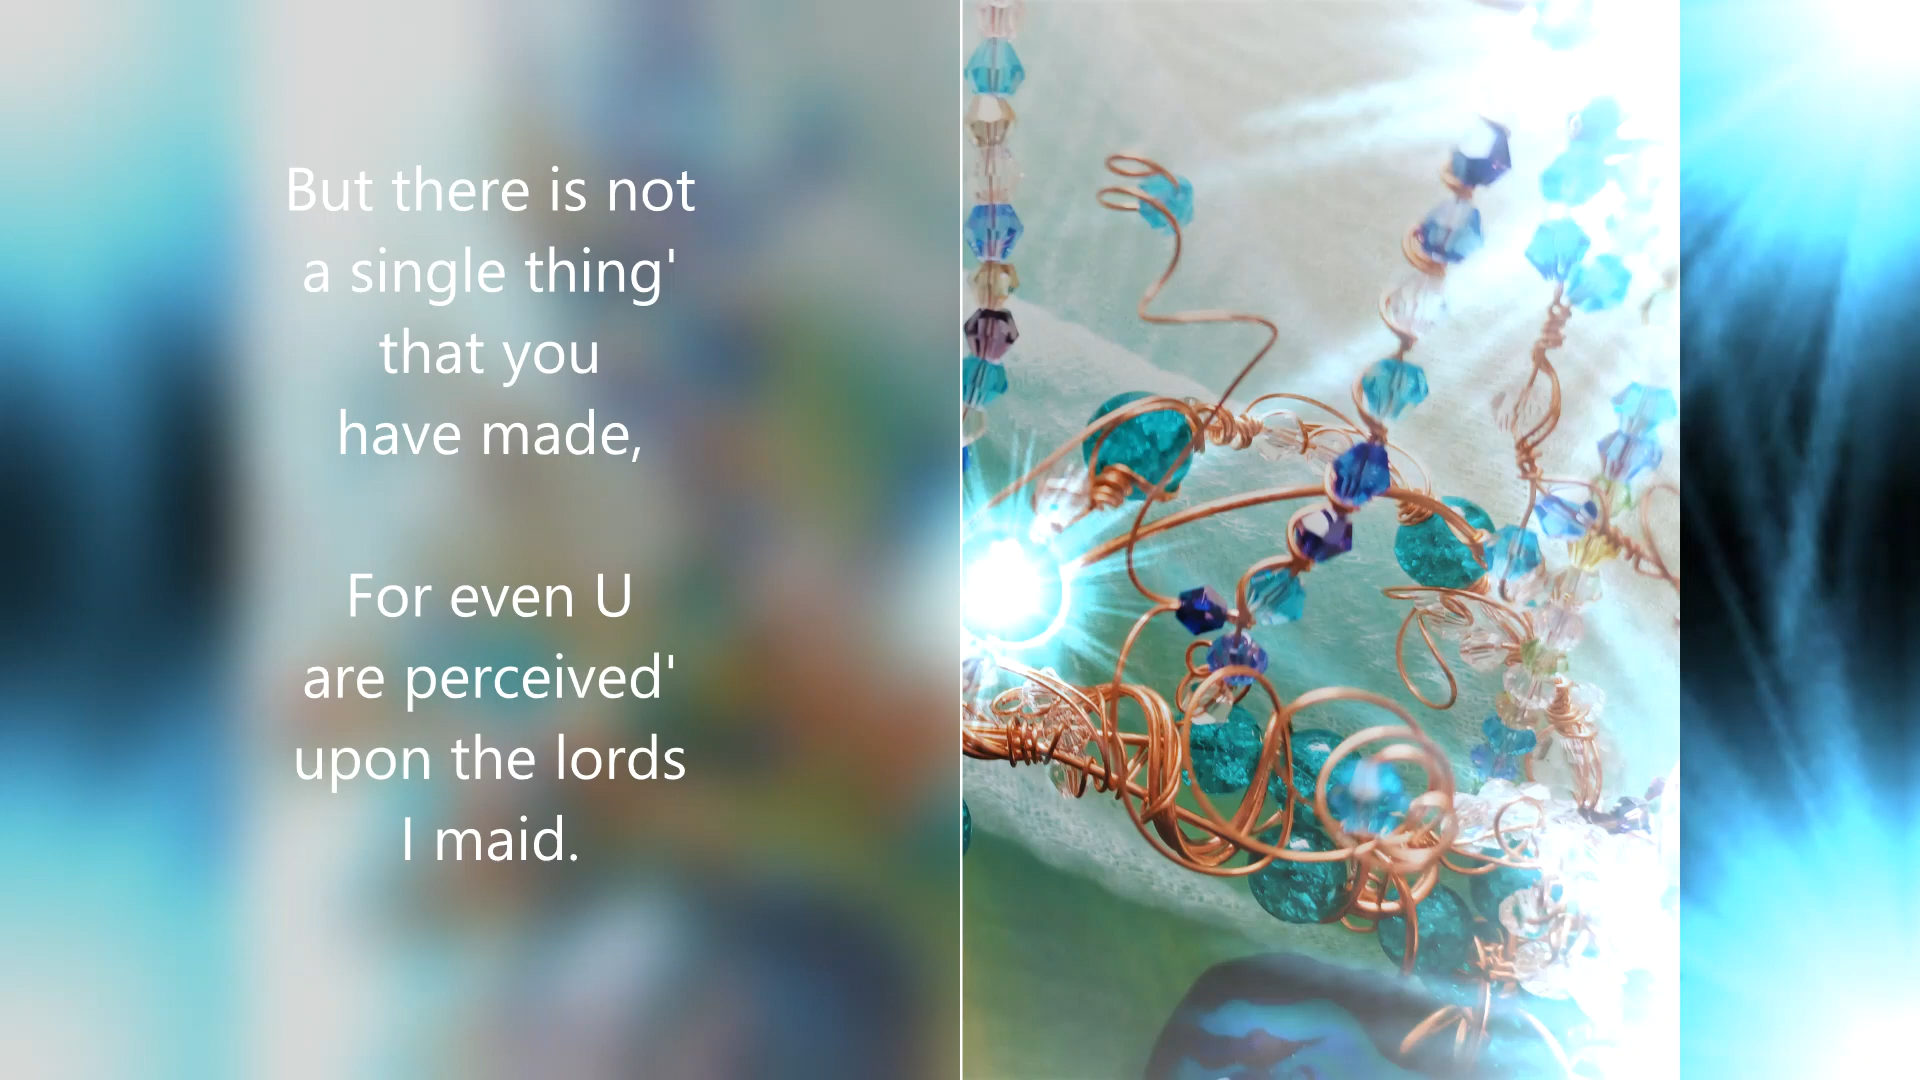 But there is not
a single thing'
that you
have made,
For even U
are perceived'
upon the lords
I maid.